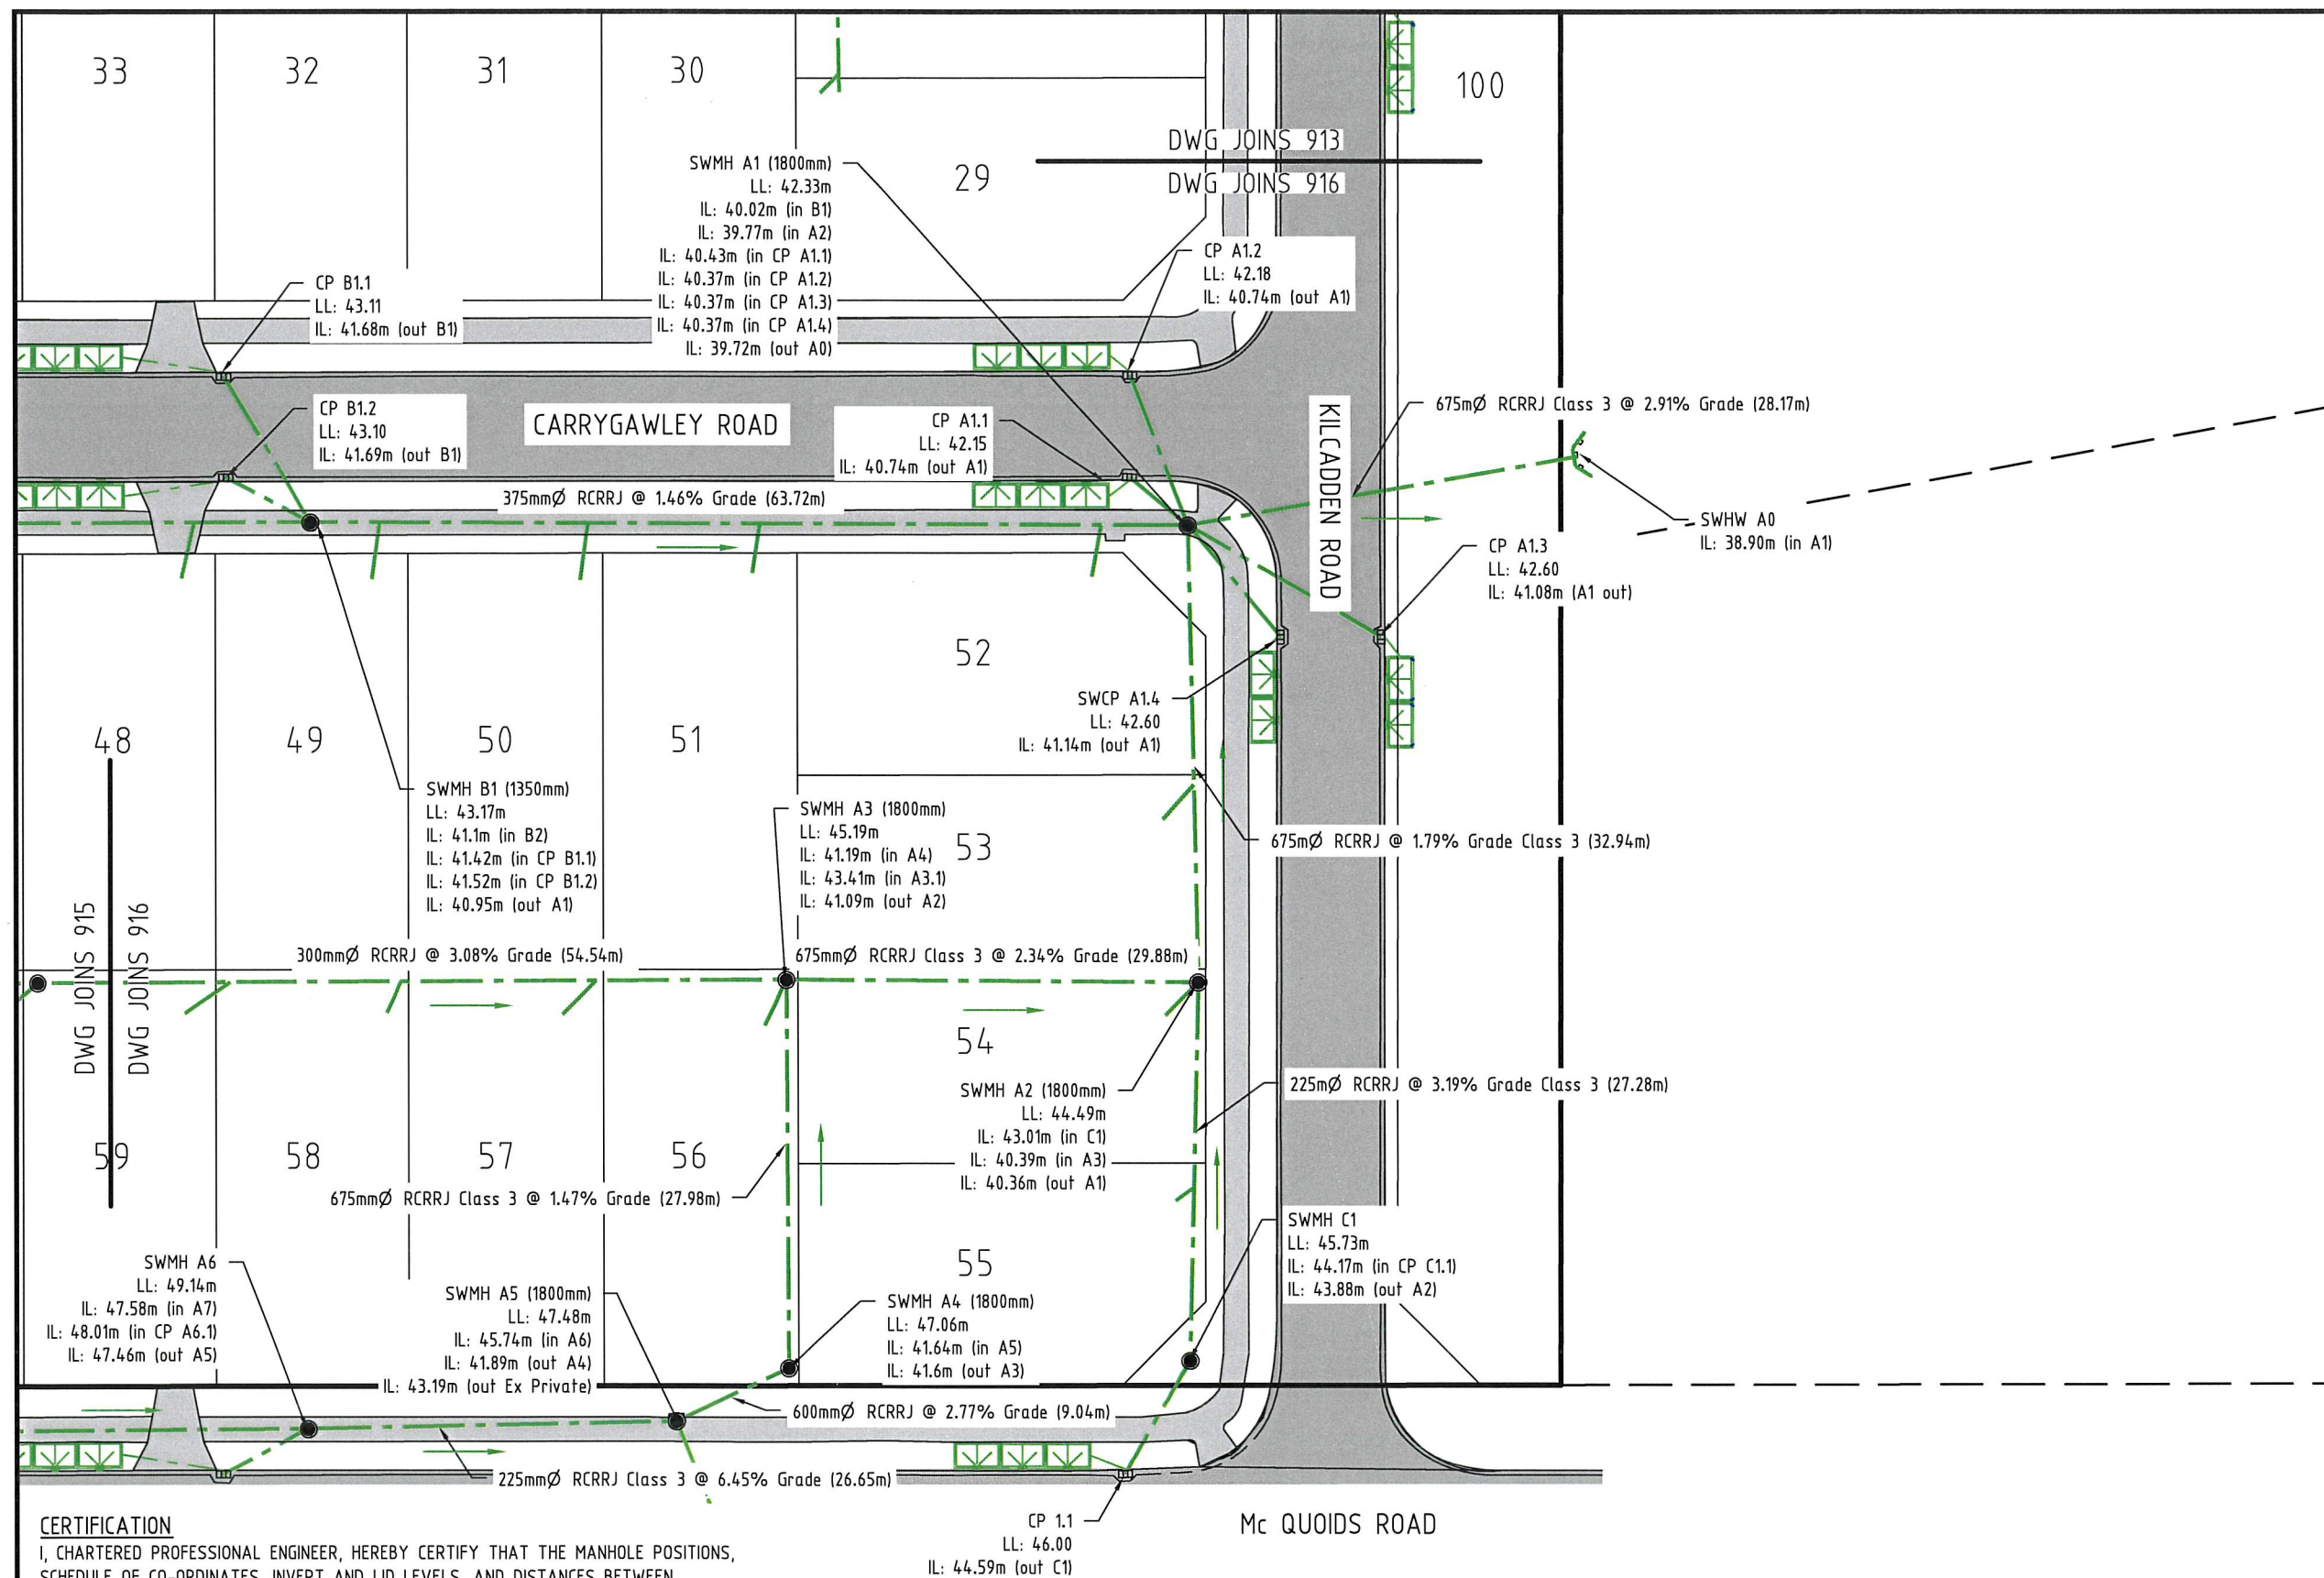 33
32
31
30
100
DWG JOINS 913
DWG JOINS 916
29
SWMH A1 (1800mm)
LL: 42.33m
IL: 40.02m (in B1)
IL: 39.77m (in A2)
IL: 40.43m (in CP A1.1)
IL: 40.37m (in CP A1.2)
IL: 40.37m (in CP A1.3)
IL: 40.37m (in CP A1.4)
IL: 39.72m (out A0)
CP A1.2
LL: 42.18
IL: 40.74m (out A1)
CP B1.1
LL: 43.11
IL: 41.68m (out B1)
CP B1.2
LL: 43.10
IL: 41.69m (out B1)
CARRYGAWLEY ROAD
CP A1.1
LL: 42.15
IL: 40.74m (out A1)
KILCADDEN ROAD
675mØ RCRRJ Class 3 @ 2.91% Grade (28.17m)
375mmØ RCRRJ @ 1.46% Grade (63.72m)
SWHW A0
IL: 38.90m (in A1)
CP A1.3
LL: 42.60
IL: 41.08m (A1 out)
52
SWCP A1.4
LL: 42.60
IL: 41.14m (out A1)
48
49
50
51
SWMH B1 (1350mm)
LL: 43.17m
IL: 41.1m (in B2)
IL: 41.42m (in CP B1.1)
IL: 41.52m (in CP B1.2)
IL: 40.95m (out A1)
SWMH A3 (1800mm)
LL: 45.19m
IL: 41.19m (in A4)
IL: 43.41m (in A3.1)
IL: 41.09m (out A2)
53
675mØ RCRRJ @ 1.79% Grade Class 3 (32.94m)
DWG JOINS 915
DWG JOINS 916
300mmØ RCRRJ @ 3.08% Grade (54.54m)
675mmØ RCRRJ Class 3 @ 2.34% Grade (29.88m)
54
SWMH A2 (1800mm)
LL: 44.49m
IL: 43.01m (in C1)
IL: 40.39m (in A3)
IL: 40.36m (out A1)
225mØ RCRRJ @ 3.19% Grade Class 3 (27.28m)
59
58
57
56
675mmØ RCRRJ Class 3 @ 1.47% Grade (27.98m)
SWMH C1
LL: 45.73m
IL: 44.17m (in CP C1.1)
IL: 43.88m (out A2)
55
SWMH A6
LL: 49.14m
IL: 47.58m (in A7)
IL: 48.01m (in CP A6.1)
IL: 47.46m (out A5)
SWMH A5 (1800mm)
LL: 47.48m
IL: 45.74m (in A6)
IL: 41.89m (out A4)
IL: 43.19m (out Ex Private)
SWMH A4 (1800mm)
LL: 47.06m
IL: 41.64m (in A5)
IL: 41.6m (out A3)
600mmØ RCRRJ @ 2.77% Grade (9.04m)
225mmØ RCRRJ Class 3 @ 6.45% Grade (26.65m)
CP 1.1
LL: 46.00
IL: 44.59m (out C1)
Mc QUOIDS ROAD
CERTIFICATION
I, CHARTERED PROFESSIONAL ENGINEER, HEREBY CERTIFY THAT THE MANHOLE POSITIONS,
SCHEDULE OF CO-ORDINATES, INVERT AND LID LEVELS, AND DISTANCES BETWEEN